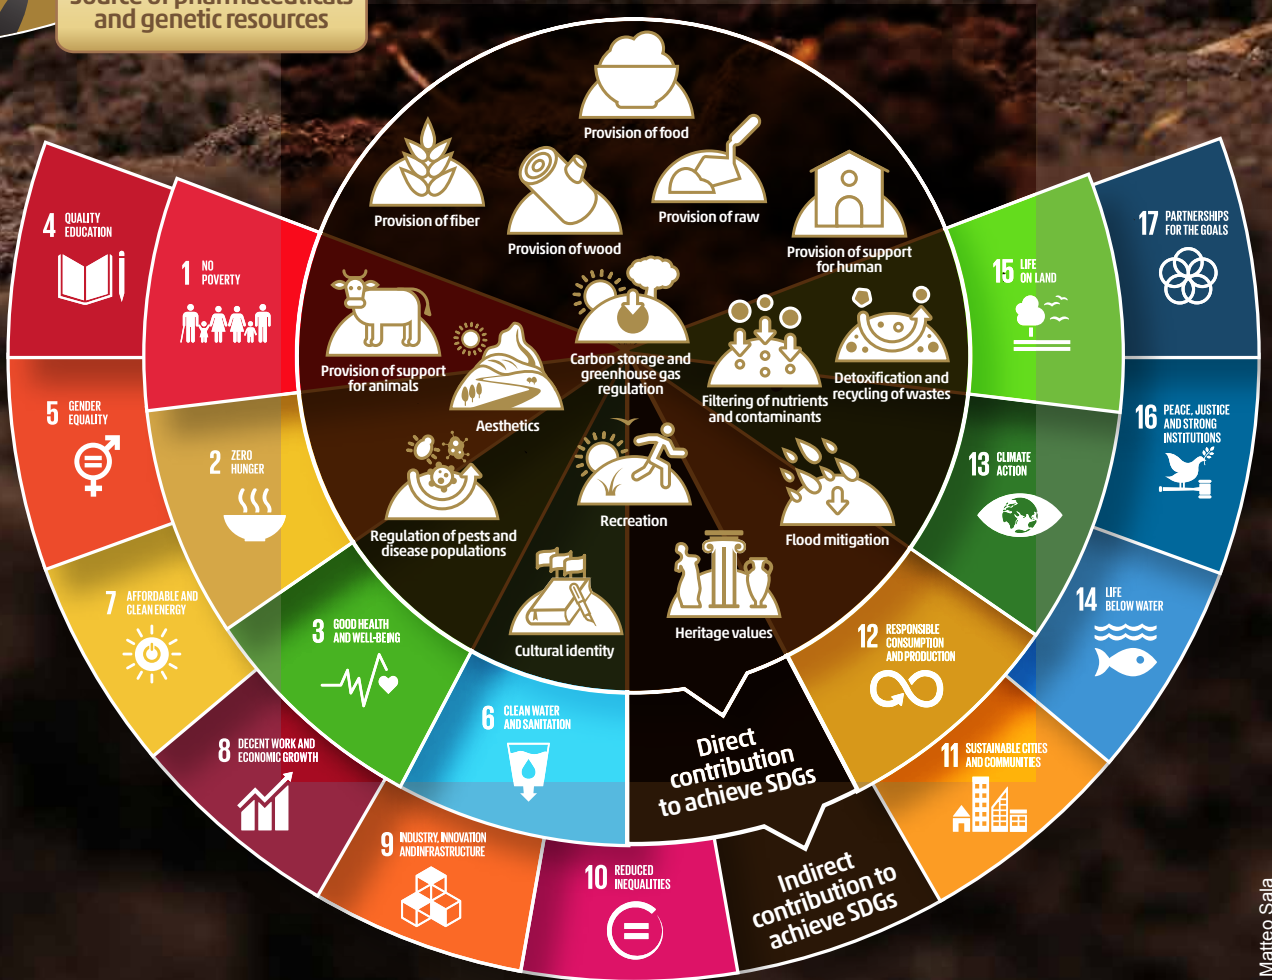 source of pharmaceuticals
and genetic resources
Provision of food
Provision of fiber
Provision of wood
Provision of raw
Provision of support
for human
Provision of support
for animals
Aesthetics
Carbon storage and
greenhouse gas
regulation
Filtering of nutrients
and contaminants
Detoxification and
recycling of wastes
Regulation of pests and
disease populations
Recreation
Flood mitigation
Cultural identity
Heritage values
4 QUALITY
EDUCATION
1 NO
POVERTY
5 GENDER
EQUALITY
2 ZERO
HUNGER
7 AFFORDABLE AND
CLEAN ENERGY
3 GOOD HEALTH
AND WELL-BEING
8 DECENT WORK AND
ECONOMIC GROWTH
6 CLEAN WATER
AND SANITATION
9 INDUSTRY, INNOVATION
AND INFRASTRUCTURE
10 REDUCED
INEQUALITIES
Direct
contribution
to achieve SDGs
Indirect
contribution to
achieve SDGs
11 SUSTAINABLE CITIES
AND COMMUNITIES
12 RESPONSIBLE
CONSUMPTION
AND PRODUCTION
13 CLIMATE
ACTION
14 LIFE
BELOW WATER
15 LIFE
ON LAND
16 PEACE, JUSTICE
AND STRONG
INSTITUTIONS
17 PARTNERSHIPS
FOR THE GOALS
Matteo Sala